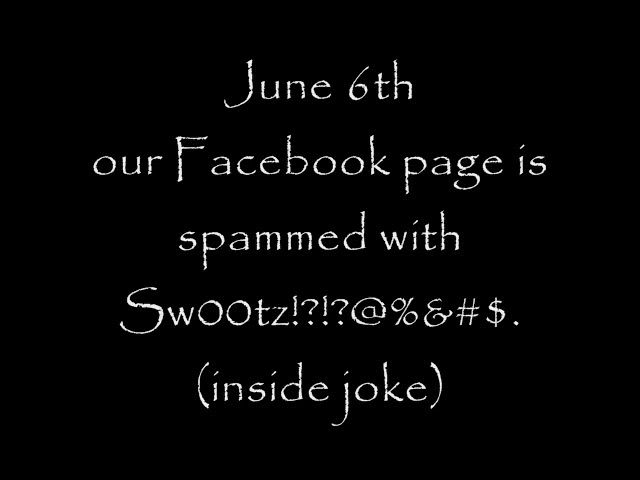 June 6th
our Facebook page is
spammed with
Sw00tz!?!?@%&#$.
(inside joke)